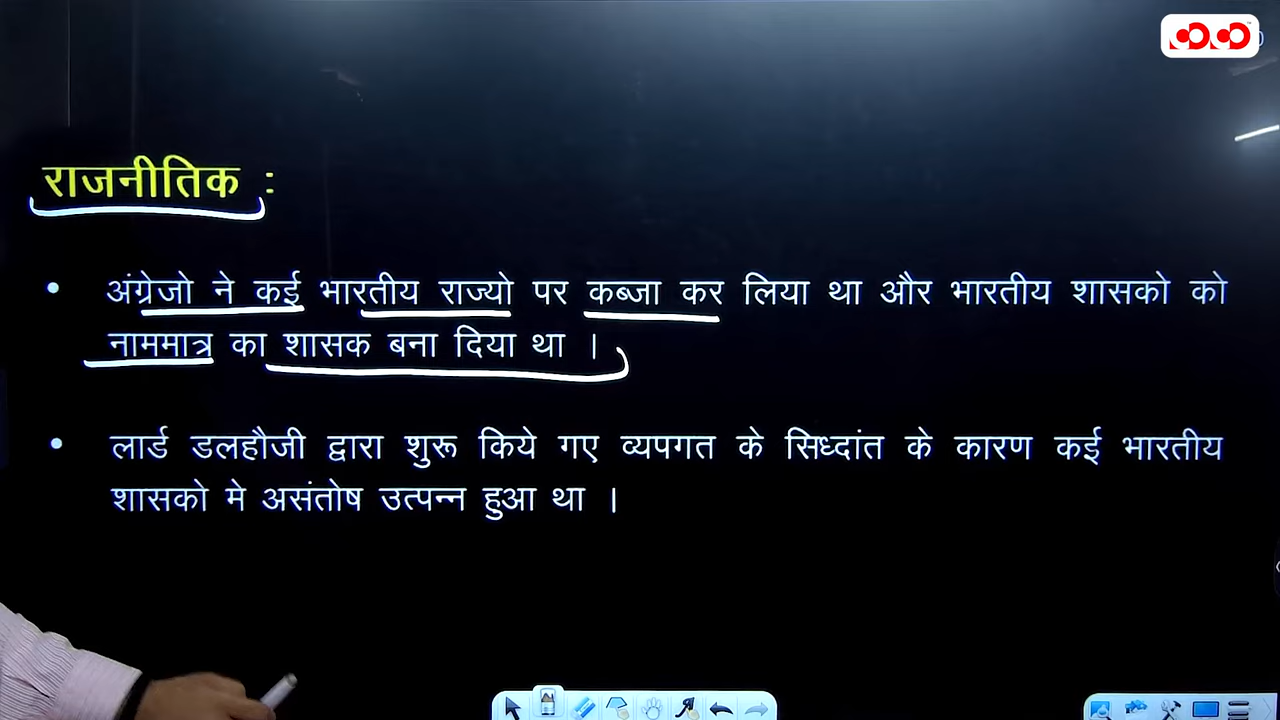 राजनीतिक :
• अंग्रेजो ने कई भारतीय राज्यो पर कब्जा कर लिया था और भारतीय शासको को
नाममात्र का शासक बना दिया था ।
• लार्ड डलहौजी द्वारा शुरू किये गए व्यपगत के सिध्दांत के कारण कई भारतीय
शासको मे असंतोष उत्पन्न हुआ था ।